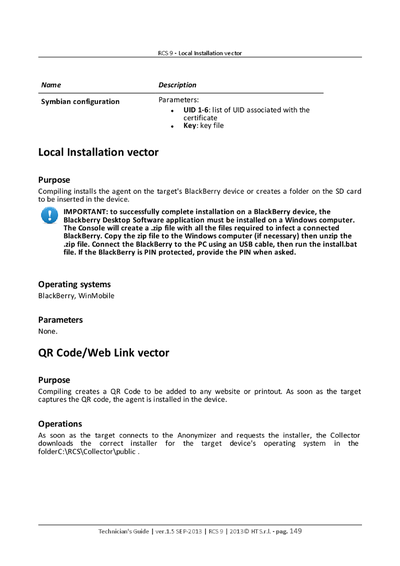 RCS 9 - Local Installation vector
Name Description
Symbian configuration Parameters:
• UID 1-6: list of UID associated with the
certificate
• Key: key file
Local Installation vector
Purpose
Compiling installs the agent on the target's BlackBerry device or creates a folder on the SD card
to be inserted in the device.
IMPORTANT: to successfully complete installation on a BlackBerry device, the
Blackberry Desktop Software application must be installed on a Windows computer.
The Console will create a .zip file with all the files required to infect a connected
BlackBerry. Copy the zip file to the Windows computer (if necessary) then unzip the
.zip file. Connect the BlackBerry to the PC using an USB cable, then run the install.bat
file. If the BlackBerry is PIN protected, provide the PIN when asked.
Operating systems
BlackBerry, WinMobile
Parameters
None.
QR Code/Web Link vector
Purpose
Compiling creates a QR Code to be added to any website or printout. As soon as the target
captures the QR code, the agent is installed in the device.
Operations
As soon as the target connects to the Anonymizer and requests the installer, the Collector
downloads the correct installer for the target device's operating system in the
folderC:\RCS\Collector\public .
Technician's Guide | ver.1.5 SEP-2013 | RCS 9 | 2013© HT S.r.l. - pag. 149